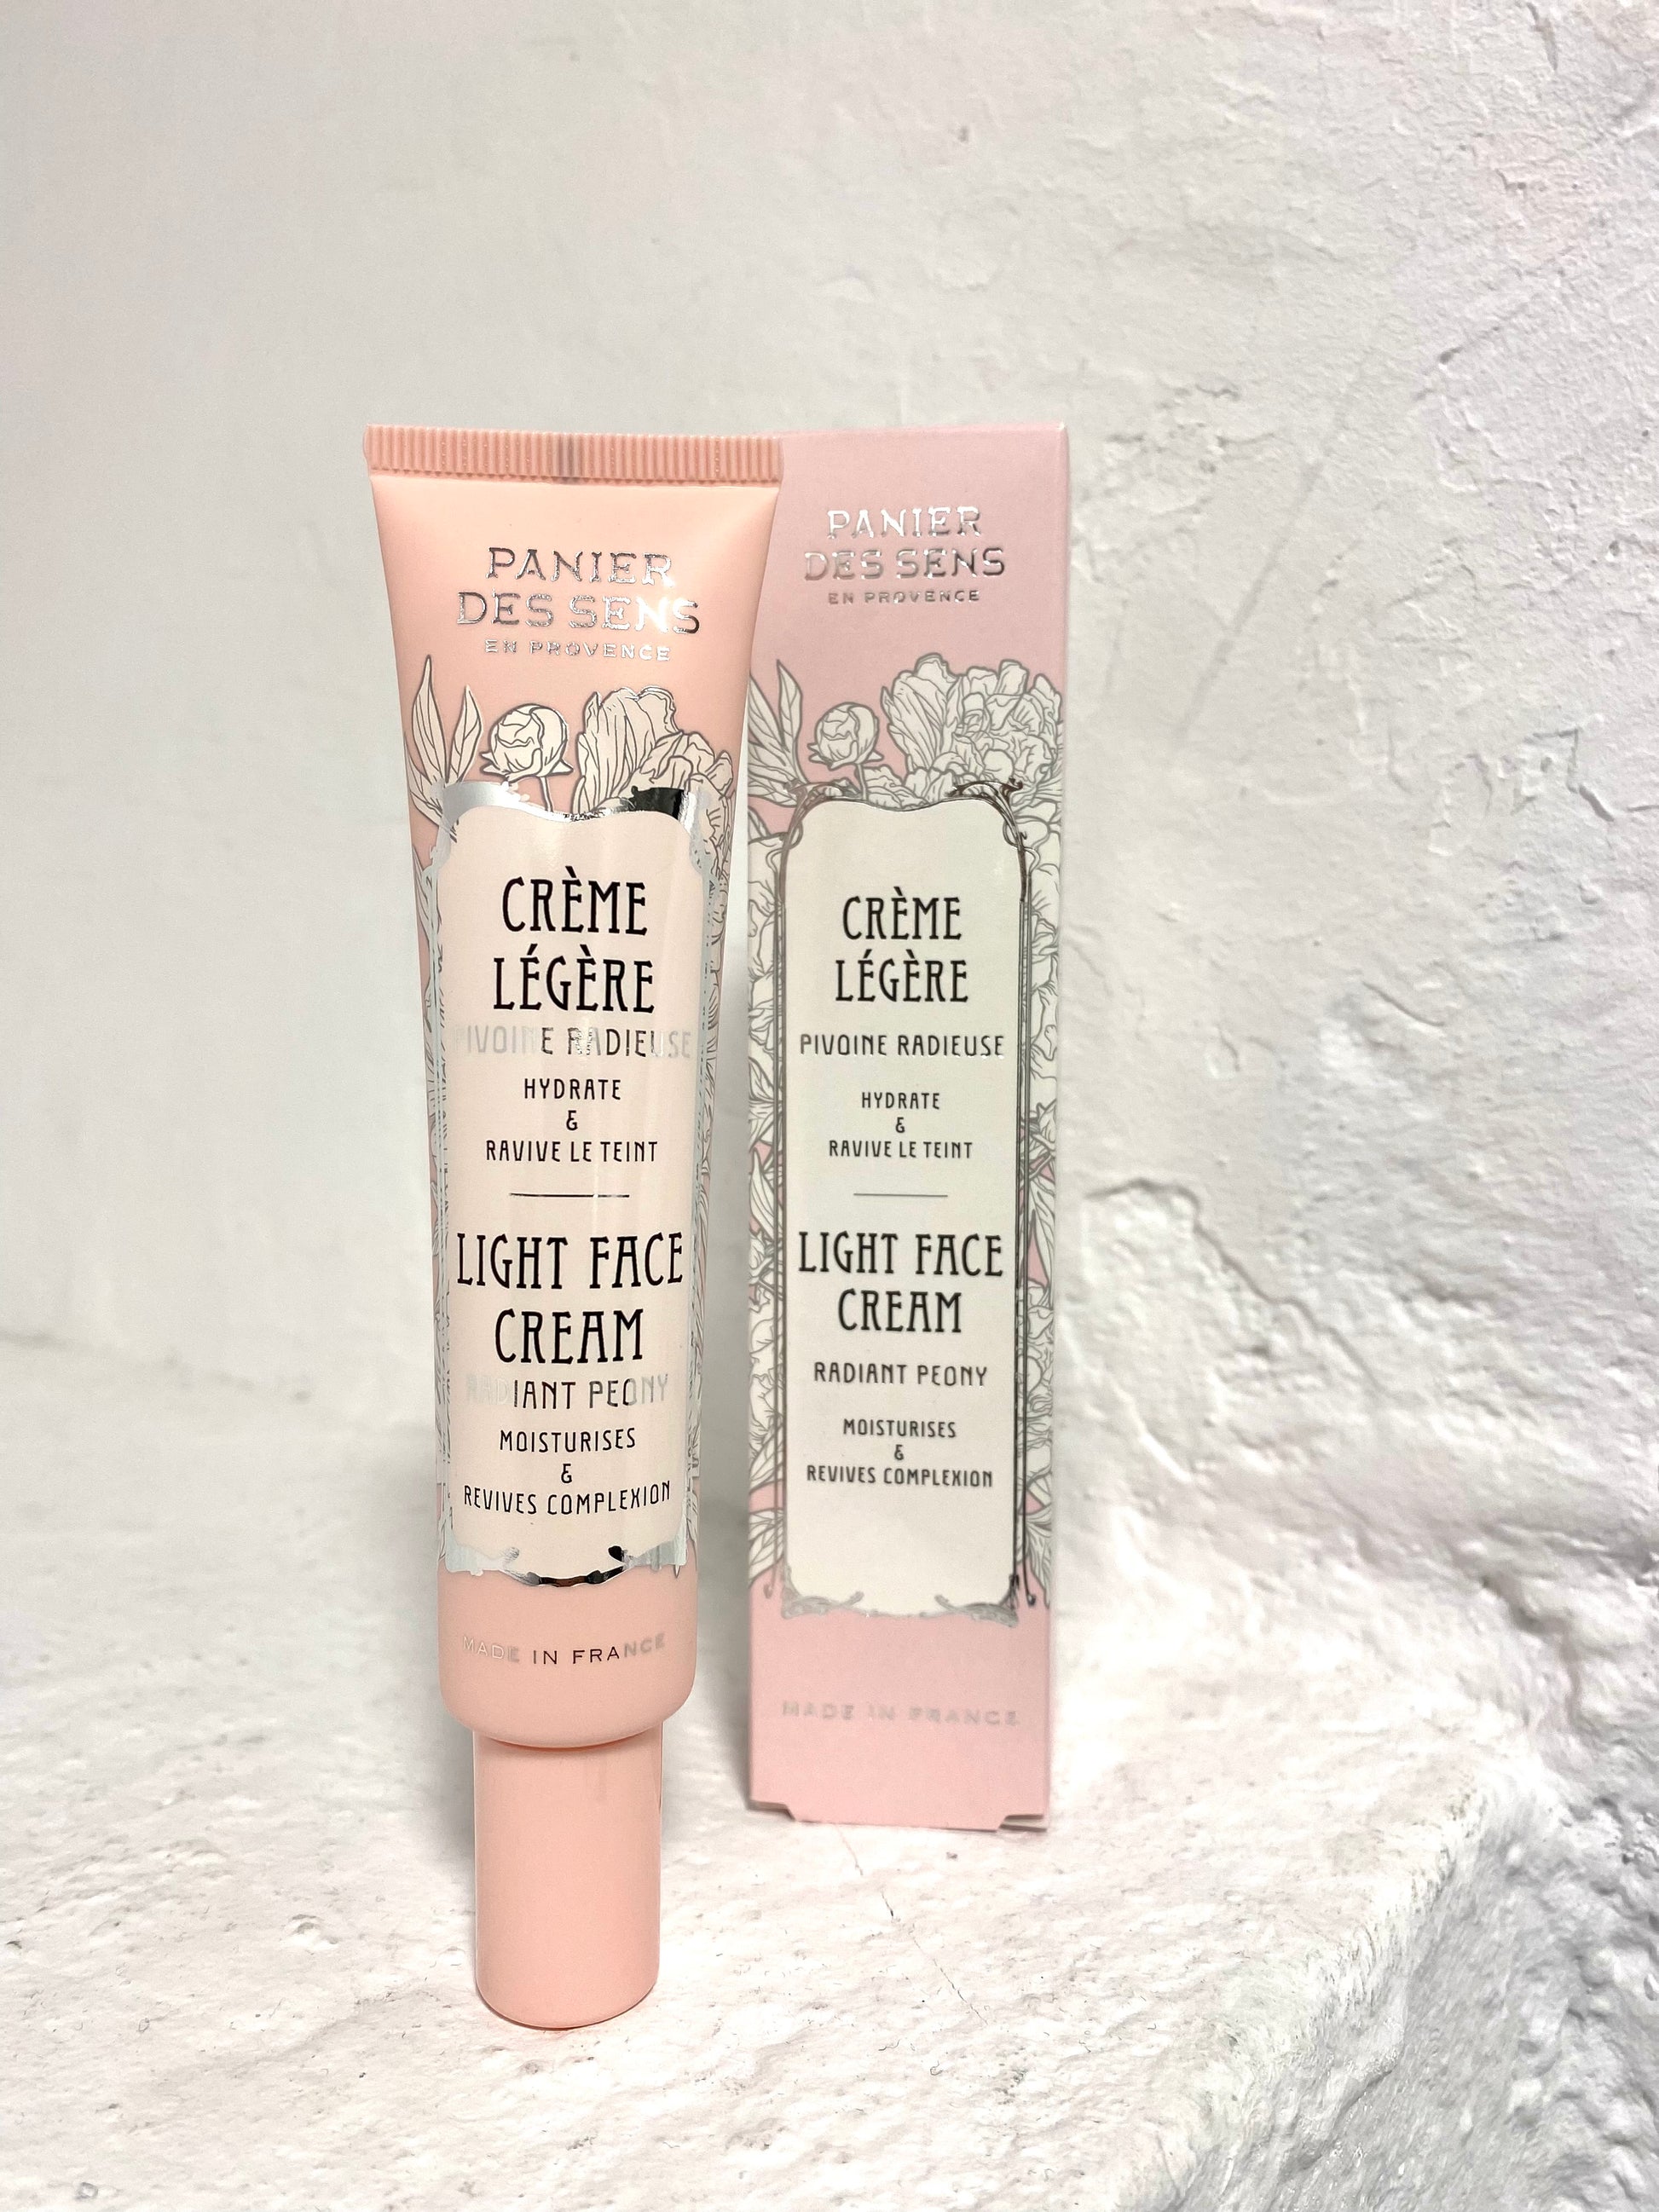 PANIER
DES SENS
EN PROVENCE
CRÈME
LÉGÈRE
PIVOINE RADIEUSE
HYDRATE
&
RAVIVE LE TEINT
LIGHT FACE
CREAM
RADIANT PEONY
MOISTURISES
&
REVIVES COMPLEXION
MADE IN FRANCE
PANIER
DES SENS
EN PROVENCE
CRÈME
LÉGÈRE
PIVOINE RADIEUSE
HYDRATE
&
RAVIVE LE TEINT
LIGHT FACE
CREAM
RADIANT PEONY
MOISTURISES
&
REVIVES COMPLEXION
MADE IN FRANCE